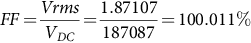 FF = Vrms / V_DC = 1.87107 / 187087 = 100.011%